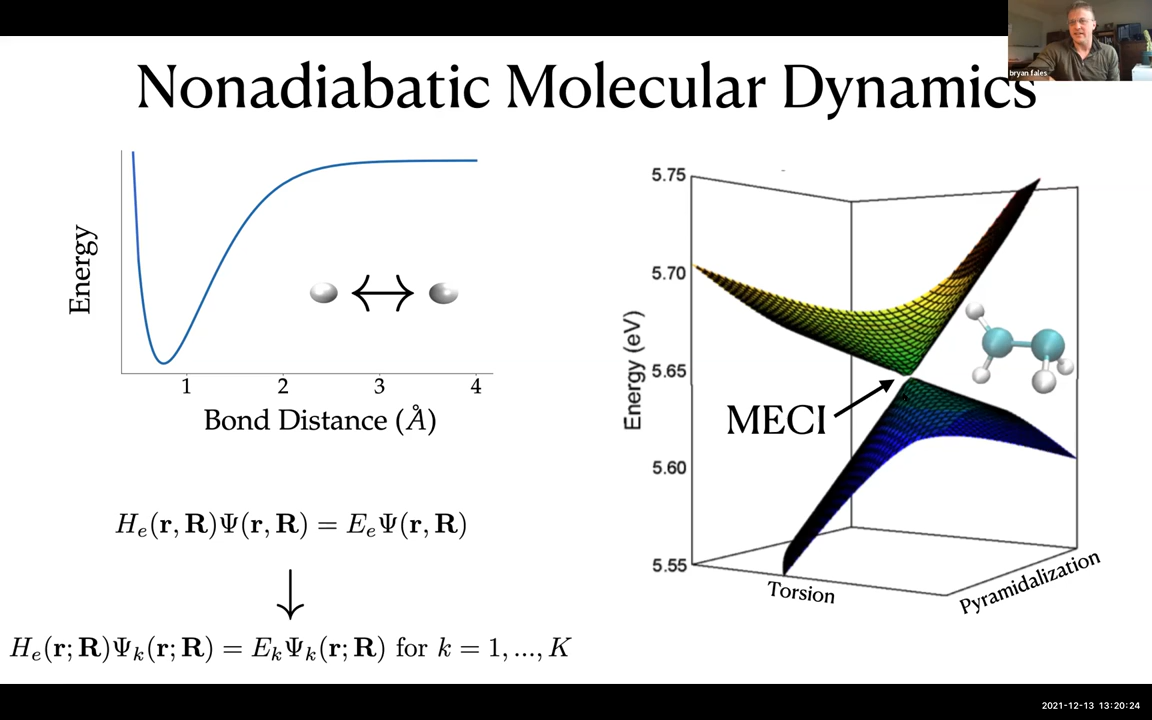 bryan fales
Nonadiabatic Molecular Dynamics
Energy
1 2 3 4
Bond Distance (Å)
H_e(r,R)Ψ(r,R) = E_eΨ(r,R)
↓
H_e(r;R)Ψ_k(r;R) = E_kΨ_k(r;R) for k = 1,...,K
5.75
5.70
5.65
5.60
5.55
Energy (eV)
MECI
Torsion
Pyramidalization
2021-12-13 13:20:24